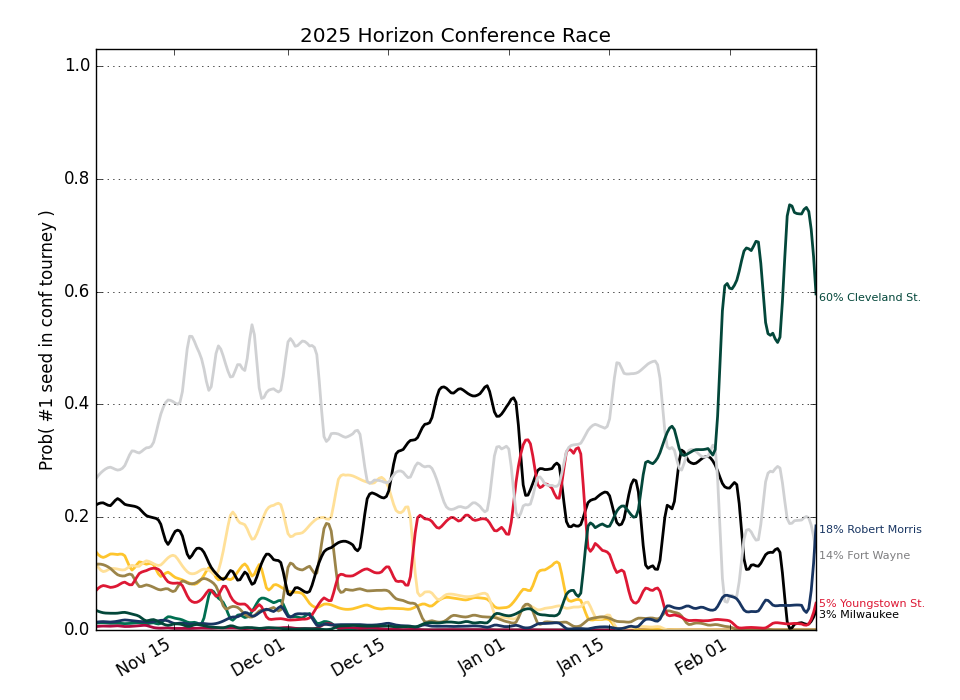 2025 Horizon Conference Race
Prob( #1 seed in conf tourney )
1.0
0.8
0.6
0.4
0.2
0.0
Nov 15
Dec 01
Dec 15
Jan 01
Jan 15
Feb 01
60% Cleveland St.
18% Robert Morris
14% Fort Wayne
5% Youngstown St.
3% Milwaukee